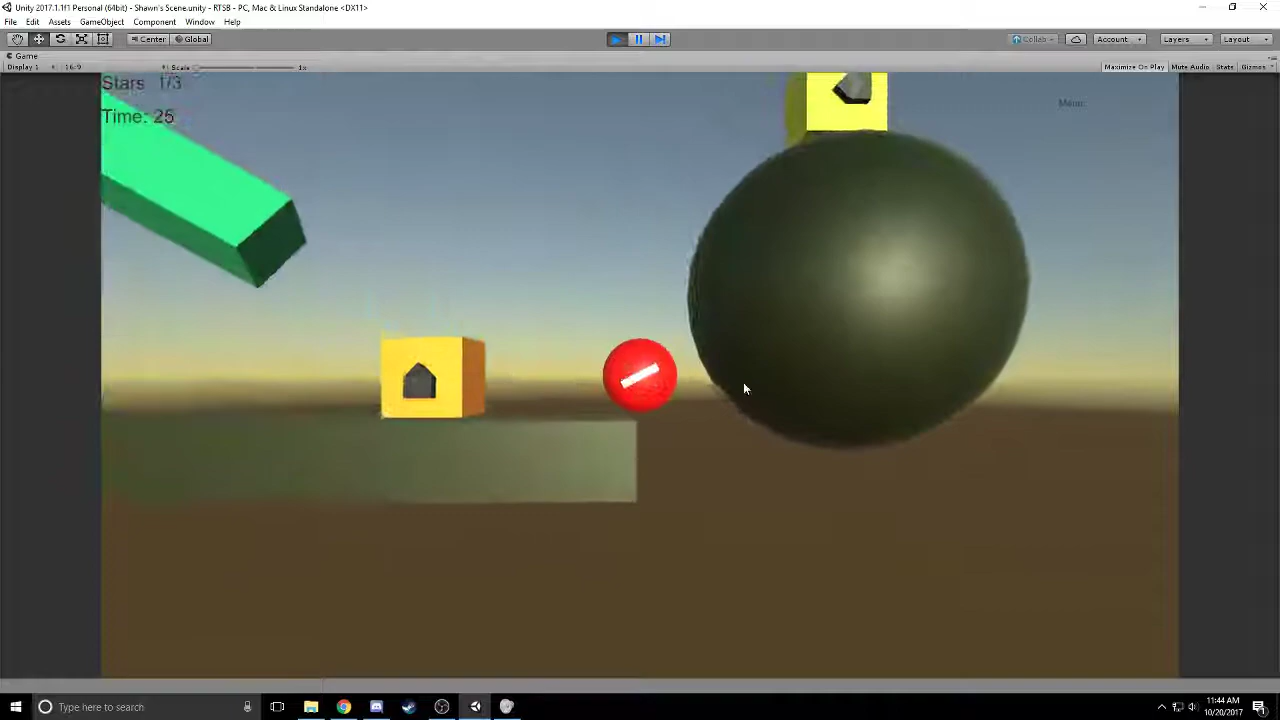 Unity 2017.1.1f1 Personal (64bit) - Shawn's Scene.unity - RTSB - PC, Mac & Linux Standalone <DX11>
File Edit Assets GameObject Component Window Help
Center Global Collab Account Layers Layout
Game
Display 1 16:9 Scale 1x Maximize On Play Mute Audio Stats Gizmos
Stars 1/3
Menu
Time: 25
Type here to search
11:44 AM
10/20/2017